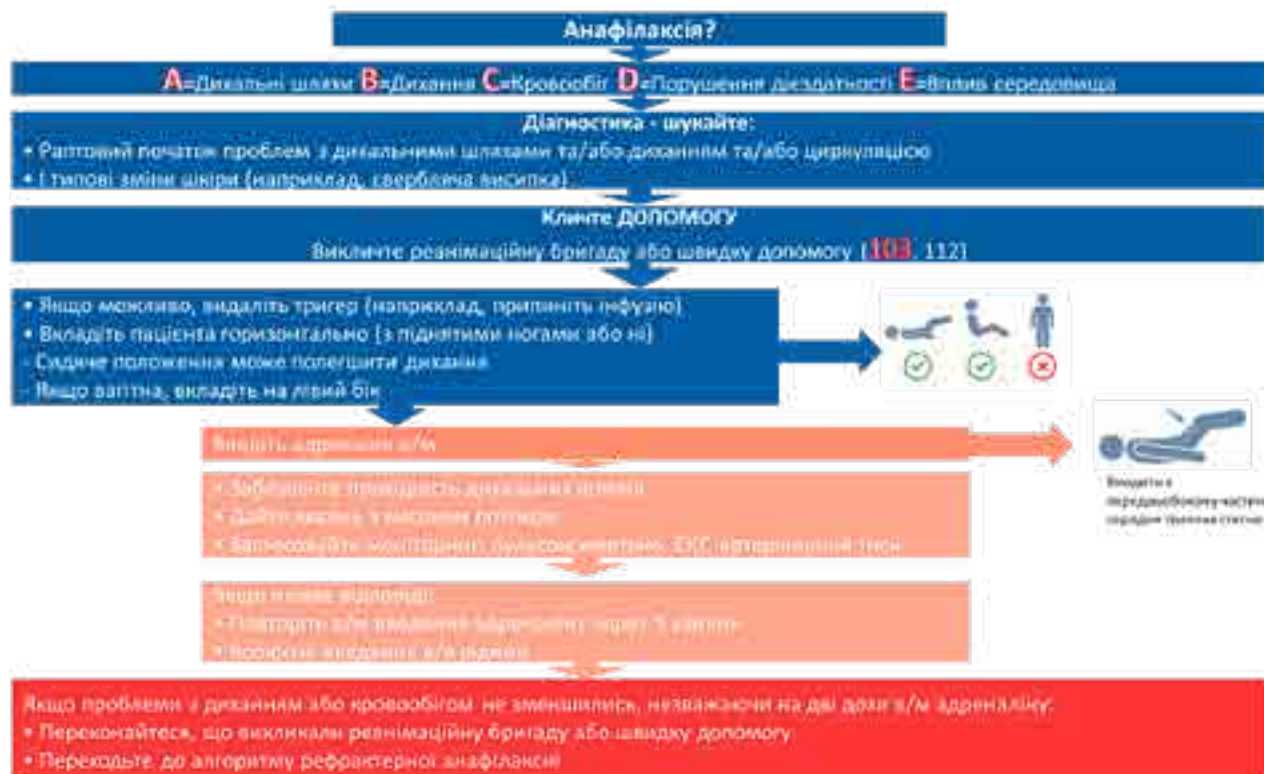 Анафілаксія?
A=Дихальні шляхи B=Дихання C=Кровообіг D=Порушення дієздатності E=Вплив середовища
Діагностика - шукайте:
• Раптовий початок проблем з дихальними шляхами та/або диханням та/або циркуляцією
• І типові зміни шкіри (наприклад, свербляча висипка)
Кличте ДОПОМОГУ
Викличте реанімаційну бригаду або швидку допомогу (103, 112)
• Якщо можливо, видаліть тригер (наприклад, припиніть інфузію)
• Вкладіть пацієнта горизонтально (з піднятими ногами або ні)
- Сидяче положення може полегшити дихання
- Якщо вагітна, вкладіть на лівий бік
Введіть адреналін в/м
• Забезпечте прохідність дихальних шляхів
• Дайте кисень з високим потоком
• Застосовуйте моніторинг: пульсоксиметрію, ЕКГ, артеріальний тиск
Якщо немає відповіді:
• Повторіть в/м введення адреналіну через 5 хвилин
• введення в/в рідини
Якщо проблеми з диханням або кровообігом не зменшились, незважаючи на дві дози в/м адреналіну:
• Переконайтеся, що викликали реанімаційну бригаду або швидку допомогу
• Переходьте до алгоритму рефрактерної анафілаксії